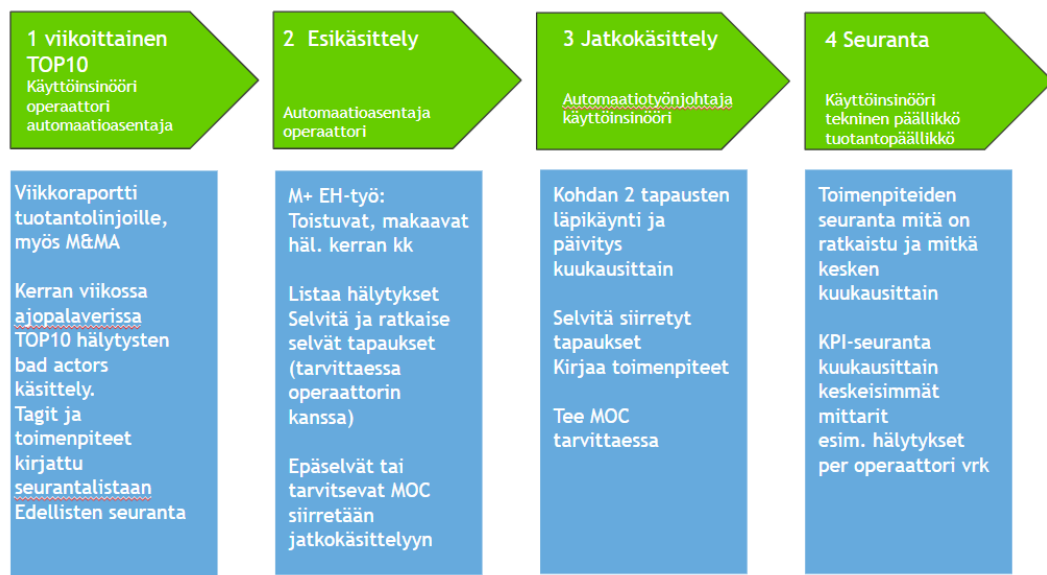 1 viikoittainen
TOP10
Käyttöinsinööri
operaattori
automaatioasentaja
2 Esikäsittely
Automaatioasentaja
operaattori
3 Jatkokäsittely
Automaatiotyönjohtaja
käyttöinsinööri
4 Seuranta
Käyttöinsinööri
tekninen päällikkö
tuotantopäällikkö
Viikkoraportti
tuotantolinjoille,
myös M&MA
Kerran viikossa
ajopalaverissa
TOP10 hälytysten
bad actors
käsittely.
Tagit ja
toimenpiteet
kirjattu
seurantalistaan
Edellisten seuranta
M+ EH-työ:
Toistuvat, makaavat
häl. kerran kk
Listaa hälytykset
Selvitä ja ratkaise
selvät tapaukset
(tarvittaessa
operaattorin
kanssa)
Epäselvät tai
tarvitsevat MOC
siirretään
jatkokäsittelyyn
Kohdan 2 tapausten
läpikäynti ja
päivitys
kuukausittain
Selvitä siirretyt
tapaukset
Kirjaa toimenpiteet
Tee MOC
tarvittaessa
Toimenpiteiden
seuranta mitä on
ratkaistu ja mitkä
kesken
kuukausittain
KPI-seuranta
kuukausittain
keskeisimmät
mittarit
esim. hälytykset
per operaattori vrk